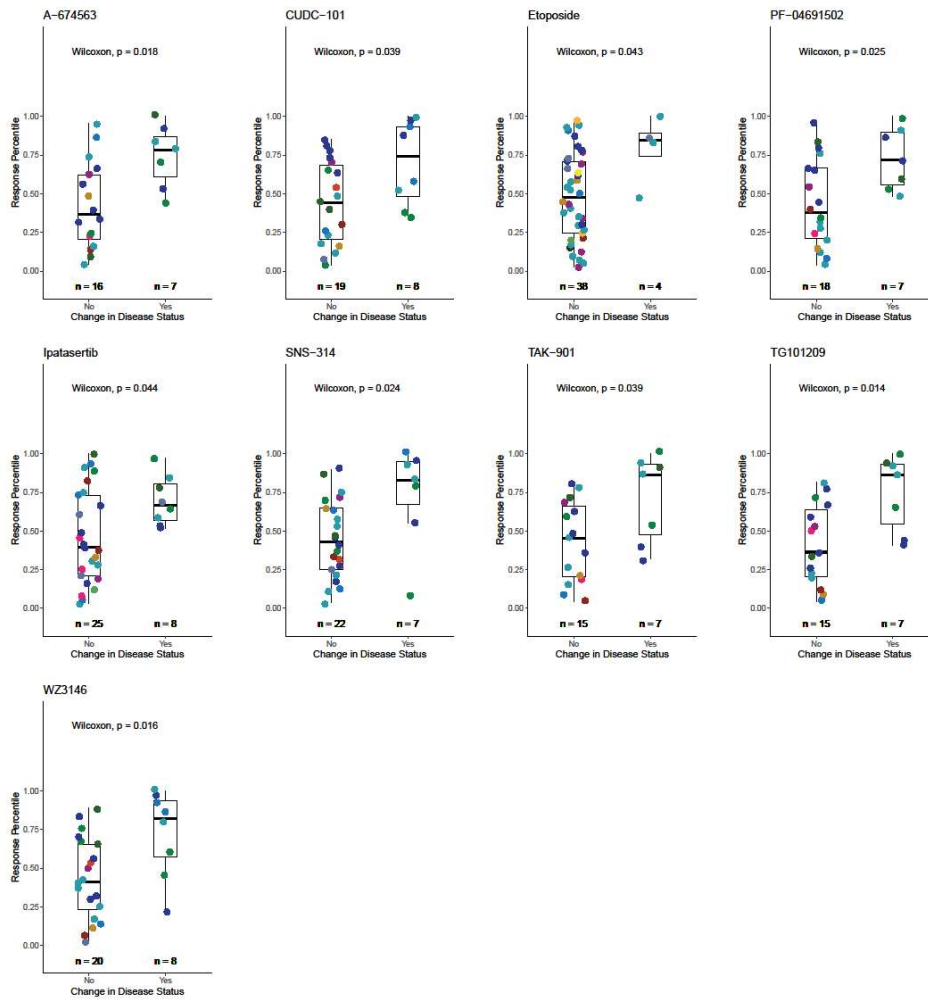 A-674563
CUDC-101
Etoposide
PF-04691502
Wilcoxon, p = 0.018
Wilcoxon, p = 0.039
Wilcoxon, p = 0.043
Wilcoxon, p = 0.025
Response Percentile
1.00
0.75
0.50
0.25
0.00
n = 16
n = 7
No
Yes
Change in Disease Status
Response Percentile
1.00
0.75
0.50
0.25
0.00
n = 19
n = 8
No
Yes
Change in Disease Status
Response Percentile
1.00
0.75
0.50
0.25
0.00
n = 38
n = 4
No
Yes
Change in Disease Status
Response Percentile
1.00
0.75
0.50
0.25
0.00
n = 18
n = 7
No
Yes
Change in Disease Status
Ipatasertib
SNS-314
TAK-901
TG101209
Wilcoxon, p = 0.044
Wilcoxon, p = 0.024
Wilcoxon, p = 0.039
Wilcoxon, p = 0.014
Response Percentile
1.00
0.75
0.50
0.25
0.00
n = 25
n = 8
No
Yes
Change in Disease Status
Response Percentile
1.00
0.75
0.50
0.25
0.00
n = 22
n = 7
No
Yes
Change in Disease Status
Response Percentile
1.00
0.75
0.50
0.25
0.00
n = 15
n = 7
No
Yes
Change in Disease Status
Response Percentile
1.00
0.75
0.50
0.25
0.00
n = 15
n = 7
No
Yes
Change in Disease Status
WZ3146
Wilcoxon, p = 0.016
Response Percentile
1.00
0.75
0.50
0.25
0.00
n = 20
n = 8
No
Yes
Change in Disease Status